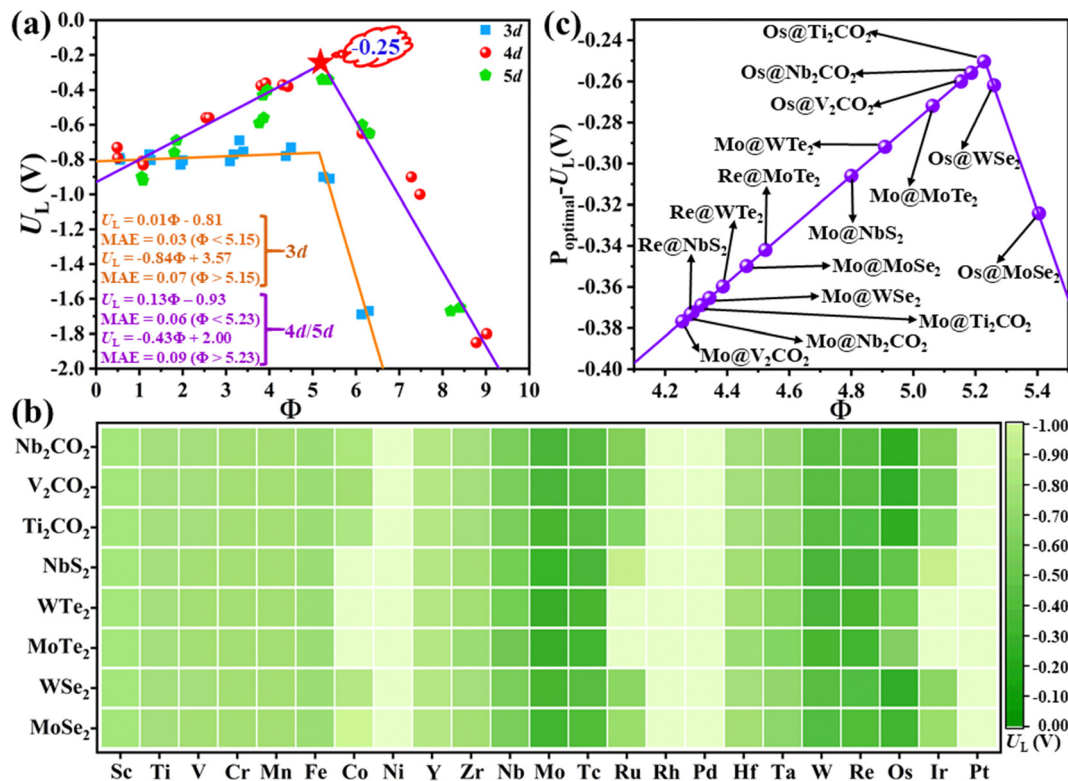 (a)
U_L (V)
0.0
-0.2
-0.4
-0.6
-0.8
-1.0
-1.2
-1.4
-1.6
-1.8
-2.0
-0.25
3d
4d
5d
U_L = 0.01Φ - 0.81
MAE = 0.03 (Φ < 5.15)
U_L = -0.84Φ + 3.57
MAE = 0.07 (Φ > 5.15)
3d
U_L = 0.13Φ – 0.93
MAE = 0.06 (Φ < 5.23)
U_L = -0.43Φ + 2.00
MAE = 0.09 (Φ > 5.23)
4d/5d
0 1 2 3 4 5 6 7 8 9 10
Φ
(c)
P_optimal-U_L (V)
-0.24
-0.26
-0.28
-0.30
-0.32
-0.34
-0.36
-0.38
-0.40
Os@Ti₂CO₂
Os@Nb₂CO₂
Os@V₂CO₂
Mo@WTe₂
Re@MoTe₂
Re@WTe₂
Re@NbS₂
Os@WSe₂
Mo@MoTe₂
Mo@NbS₂
Os@MoSe₂
Mo@MoSe₂
Mo@WSe₂
Mo@Ti₂CO₂
Mo@Nb₂CO₂
Mo@V₂CO₂
4.2 4.4 4.6 4.8 5.0 5.2 5.4
Φ
(b)
Nb₂CO₂
V₂CO₂
Ti₂CO₂
NbS₂
WTe₂
MoTe₂
WSe₂
MoSe₂
Sc Ti V Cr Mn Fe Co Ni Y Zr Nb Mo Tc Ru Rh Pd Hf Ta W Re Os Ir Pt
-1.00
-0.90
-0.80
-0.70
-0.60
-0.50
-0.40
-0.30
-0.20
-0.10
0.00
U_L (V)